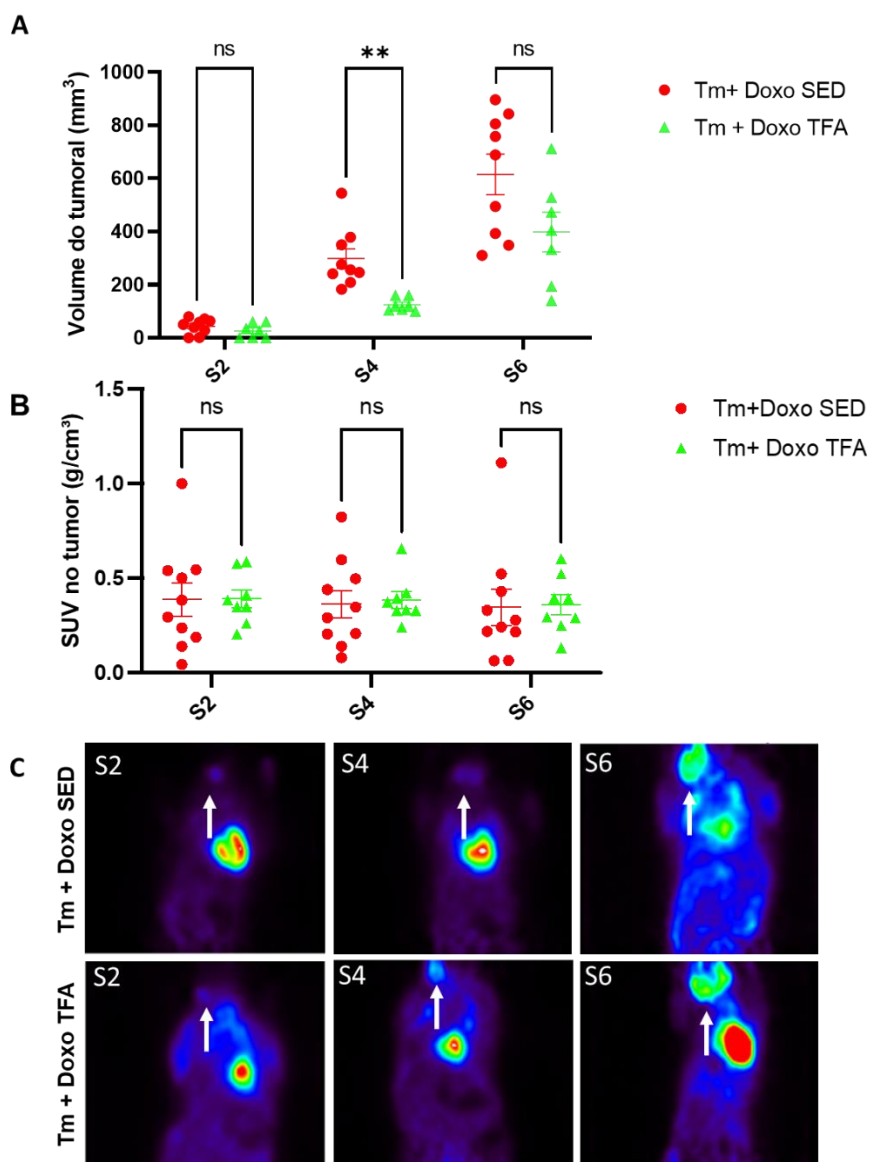 A
ns
**
ns
Volume do tumoral (mm³)
1000
800
600
400
200
0
S2
S4
S6
Tm+ Doxo SED
Tm + Doxo TFA
B
ns
ns
ns
SUV no tumor (g/cm³)
1.5
1.0
0.5
0.0
S2
S4
S6
Tm+Doxo SED
Tm+ Doxo TFA
C
Tm + Doxo SED
S2
S4
S6
Tm + Doxo TFA
S2
S4
S6